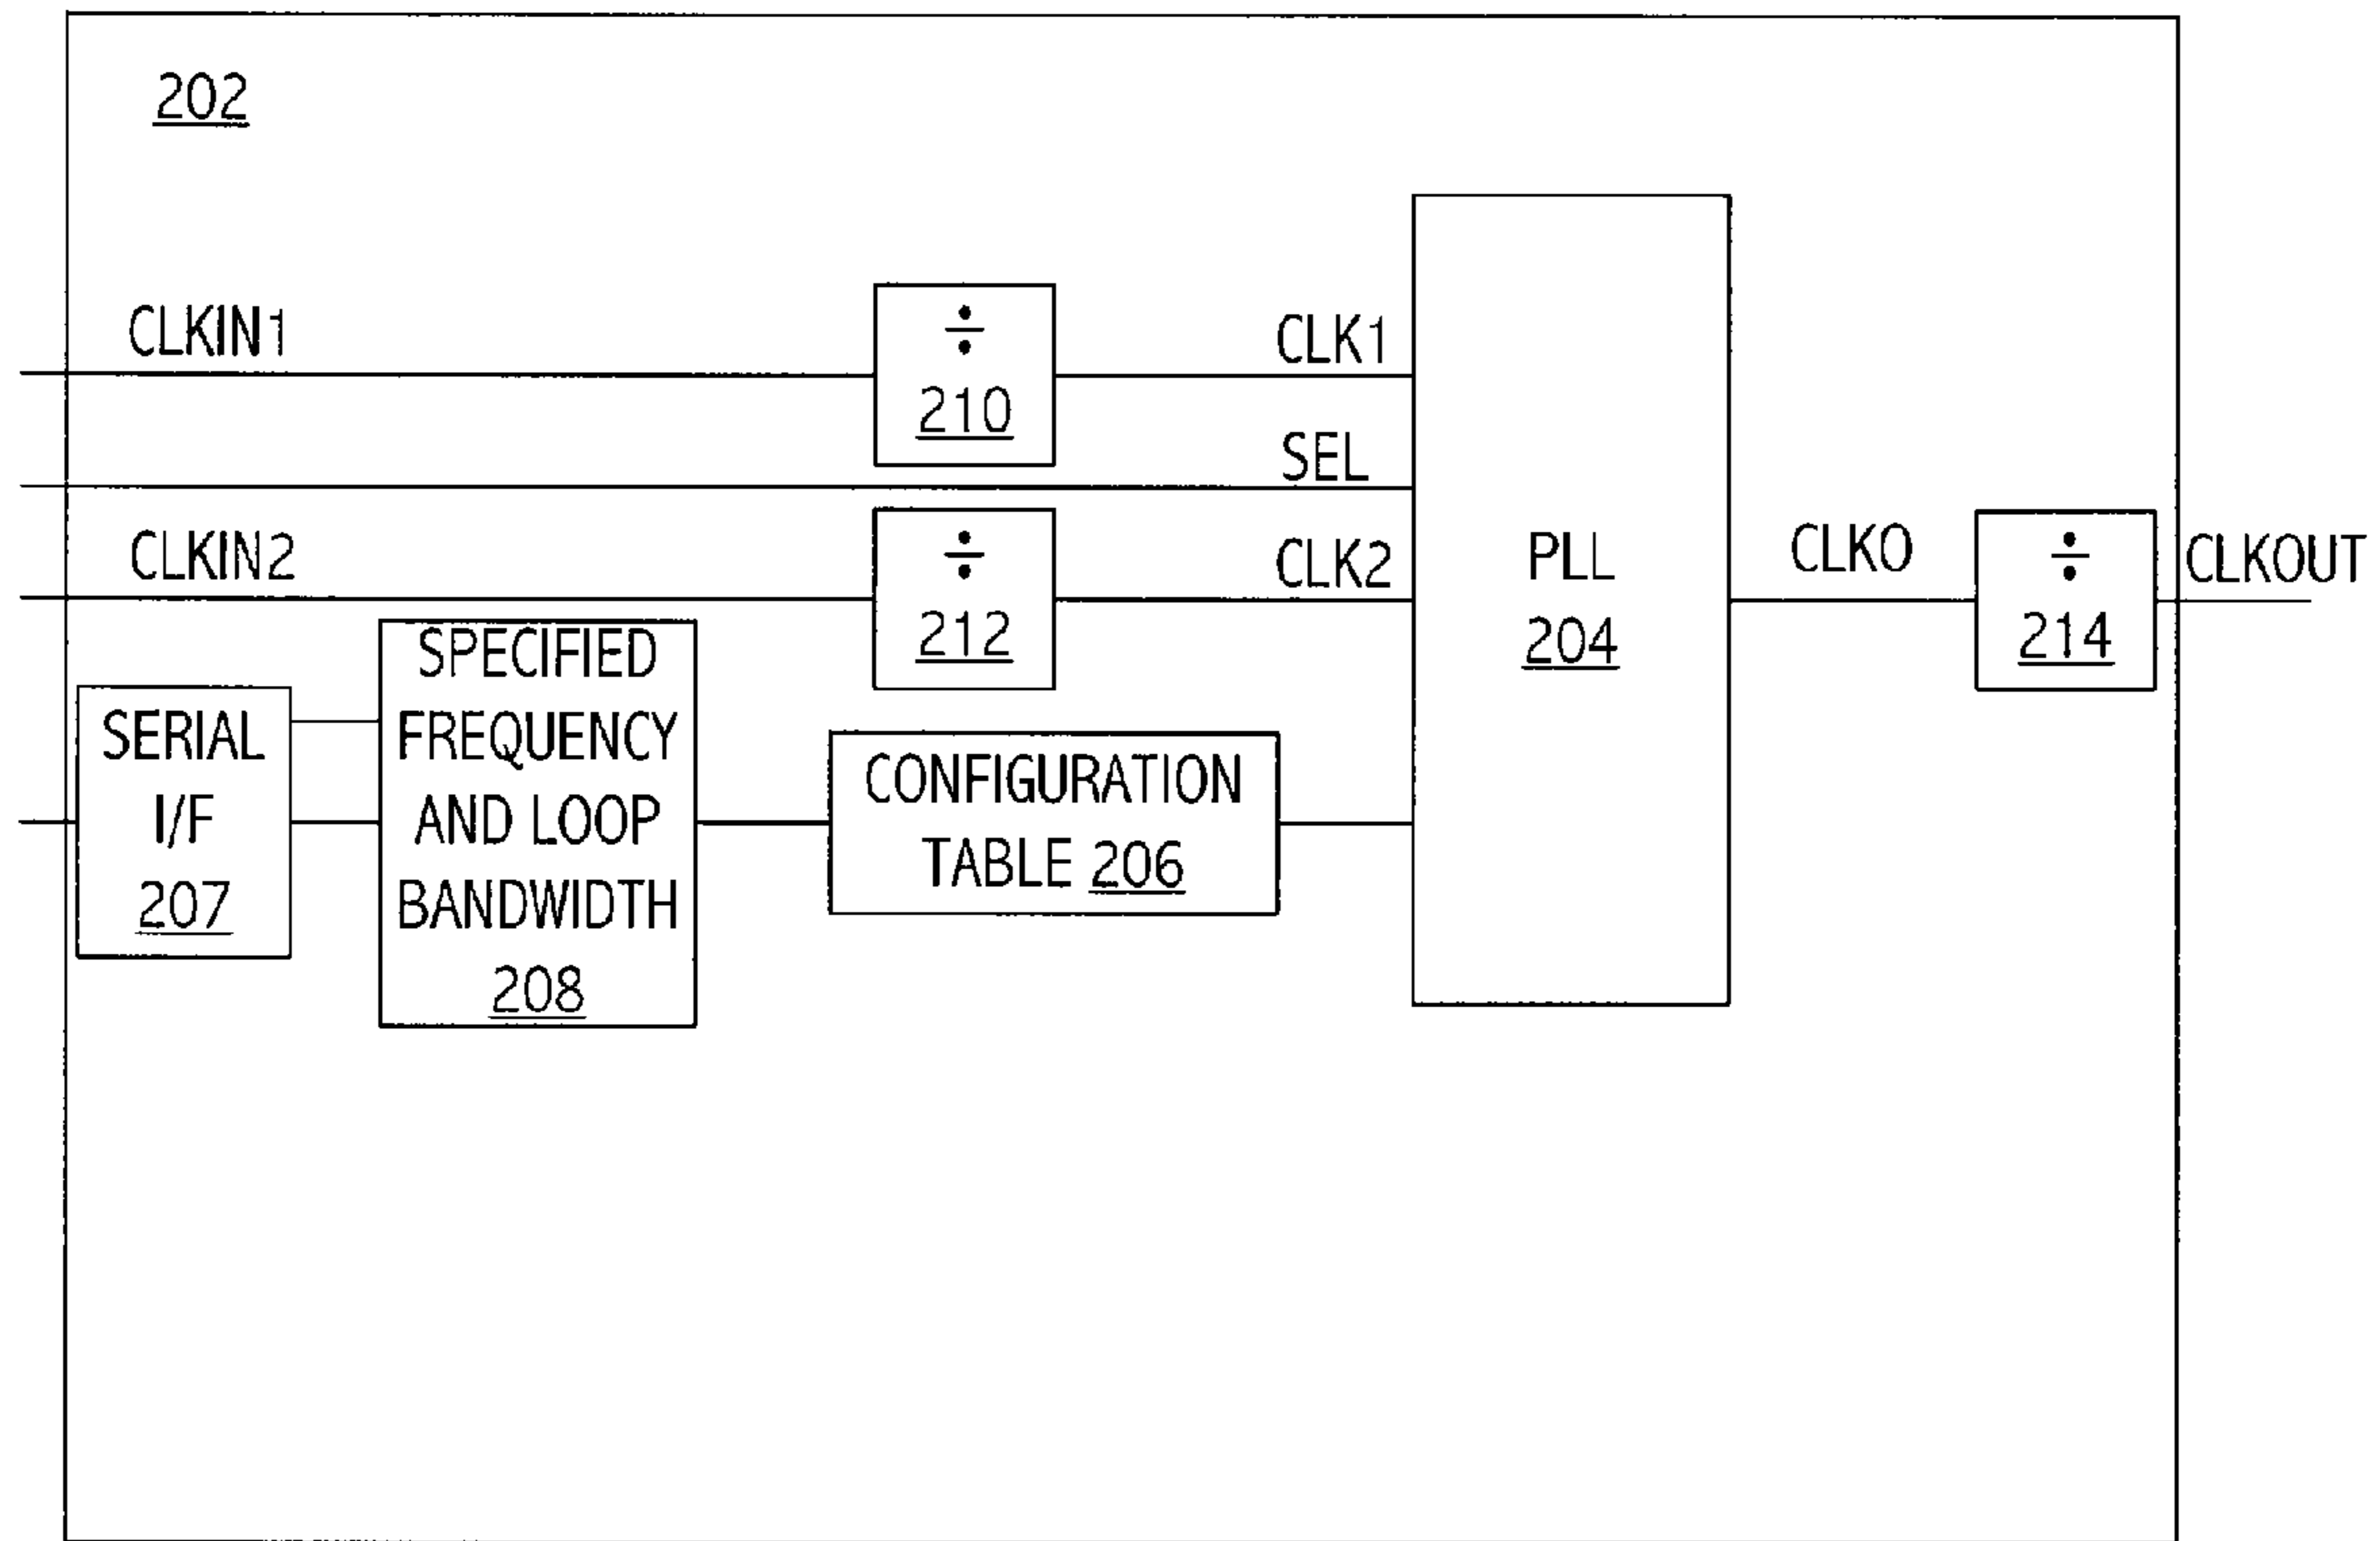 202
CLKIN1
÷
210
CLK1
SEL
CLKIN2
÷
212
CLK2
PLL
204
CLKO
÷
214
CLKOUT
SERIAL
I/F
207
SPECIFIED
FREQUENCY
AND LOOP
BANDWIDTH
208
CONFIGURATION
TABLE 206